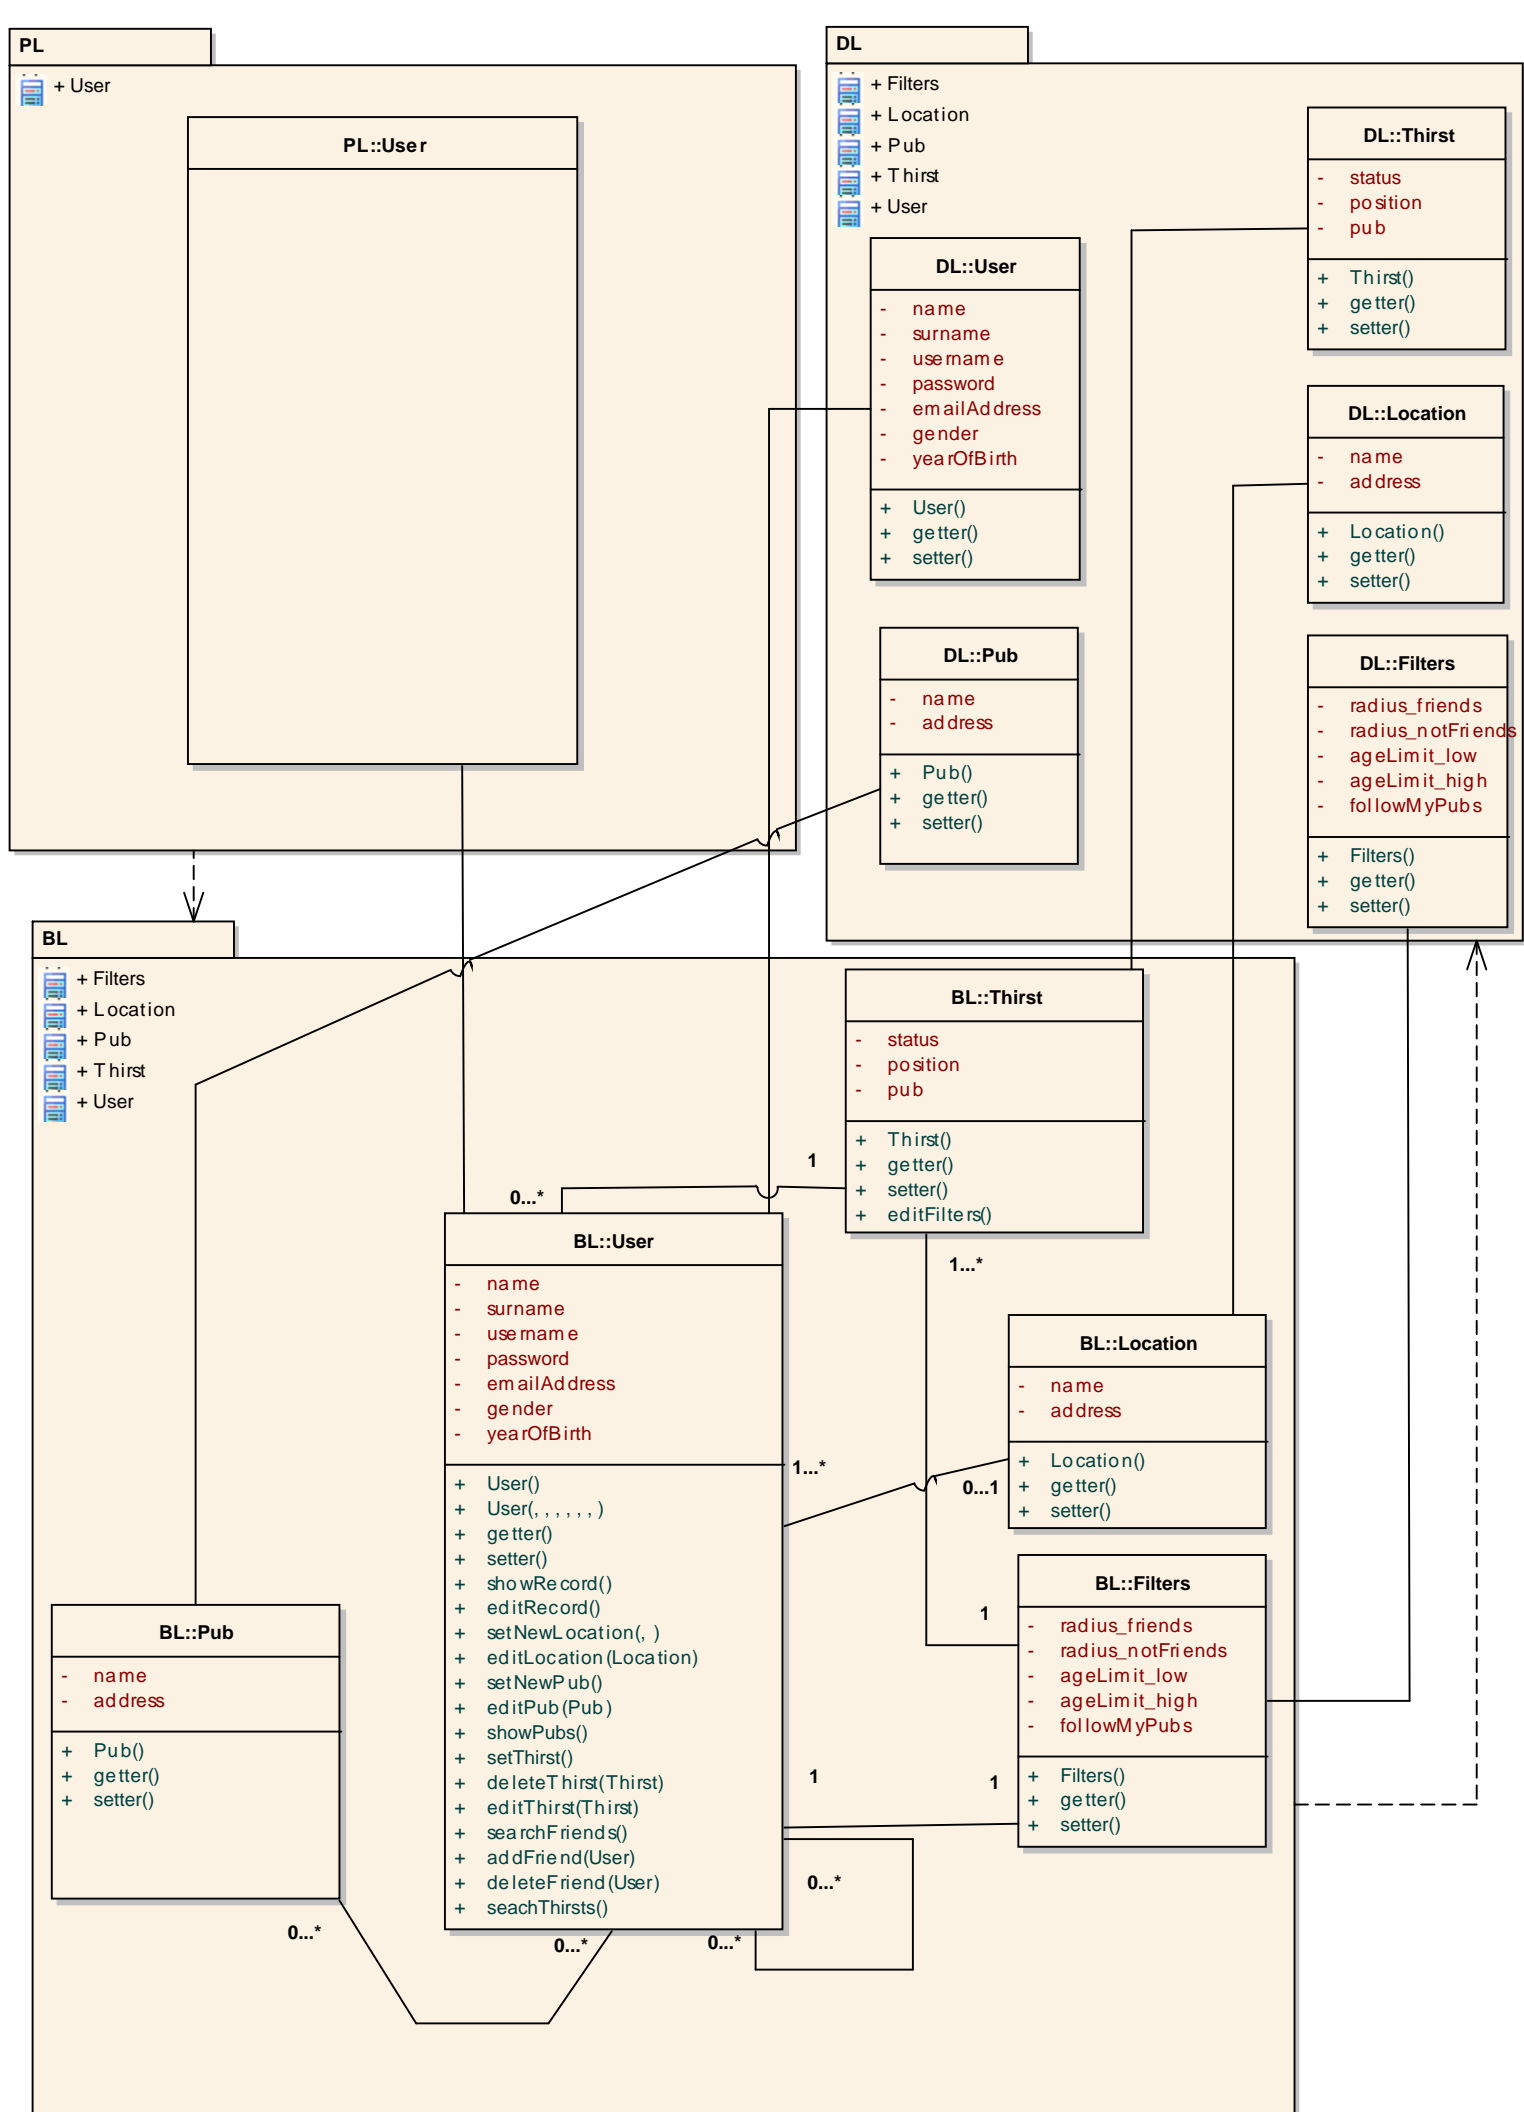 PL
+ User
PL::User
DL
+ Filters
+ Location
+ Pub
+ Thirst
+ User
DL::Thirst
- status
- position
- pub
+ Thirst()
+ getter()
+ setter()
DL::User
- name
- surname
- username
- password
- emailAddress
- gender
- yearOfBirth
+ User()
+ getter()
+ setter()
DL::Location
- name
- address
+ Location()
+ getter()
+ setter()
DL::Pub
- name
- address
+ Pub()
+ getter()
+ setter()
DL::Filters
- radius_friends
- radius_notFriends
- ageLimit_low
- ageLimit_high
- followMyPubs
+ Filters()
+ getter()
+ setter()
BL
+ Filters
+ Location
+ Pub
+ Thirst
+ User
BL::Thirst
- status
- position
- pub
+ Thirst()
+ getter()
+ setter()
+ editFilters()
1
0...*
1...*
BL::User
- name
- surname
- username
- password
- emailAddress
- gender
- yearOfBirth
+ User()
+ User(, , , , , , )
+ getter()
+ setter()
+ showRecord()
+ editRecord()
+ setNewLocation(, )
+ editLocation(Location)
+ setNewPub()
+ editPub(Pub)
+ showPubs()
+ setThirst()
+ deleteThirst(Thirst)
+ editThirst(Thirst)
+ searchFriends()
+ addFriend(User)
+ deleteFriend(User)
+ seachThirsts()
BL::Location
- name
- address
+ Location()
+ getter()
+ setter()
1...*
0...1
BL::Filters
- radius_friends
- radius_notFriends
- ageLimit_low
- ageLimit_high
- followMyPubs
+ Filters()
+ getter()
+ setter()
1
1
1
BL::Pub
- name
- address
+ Pub()
+ getter()
+ setter()
0...*
0...*
0...*
0...*